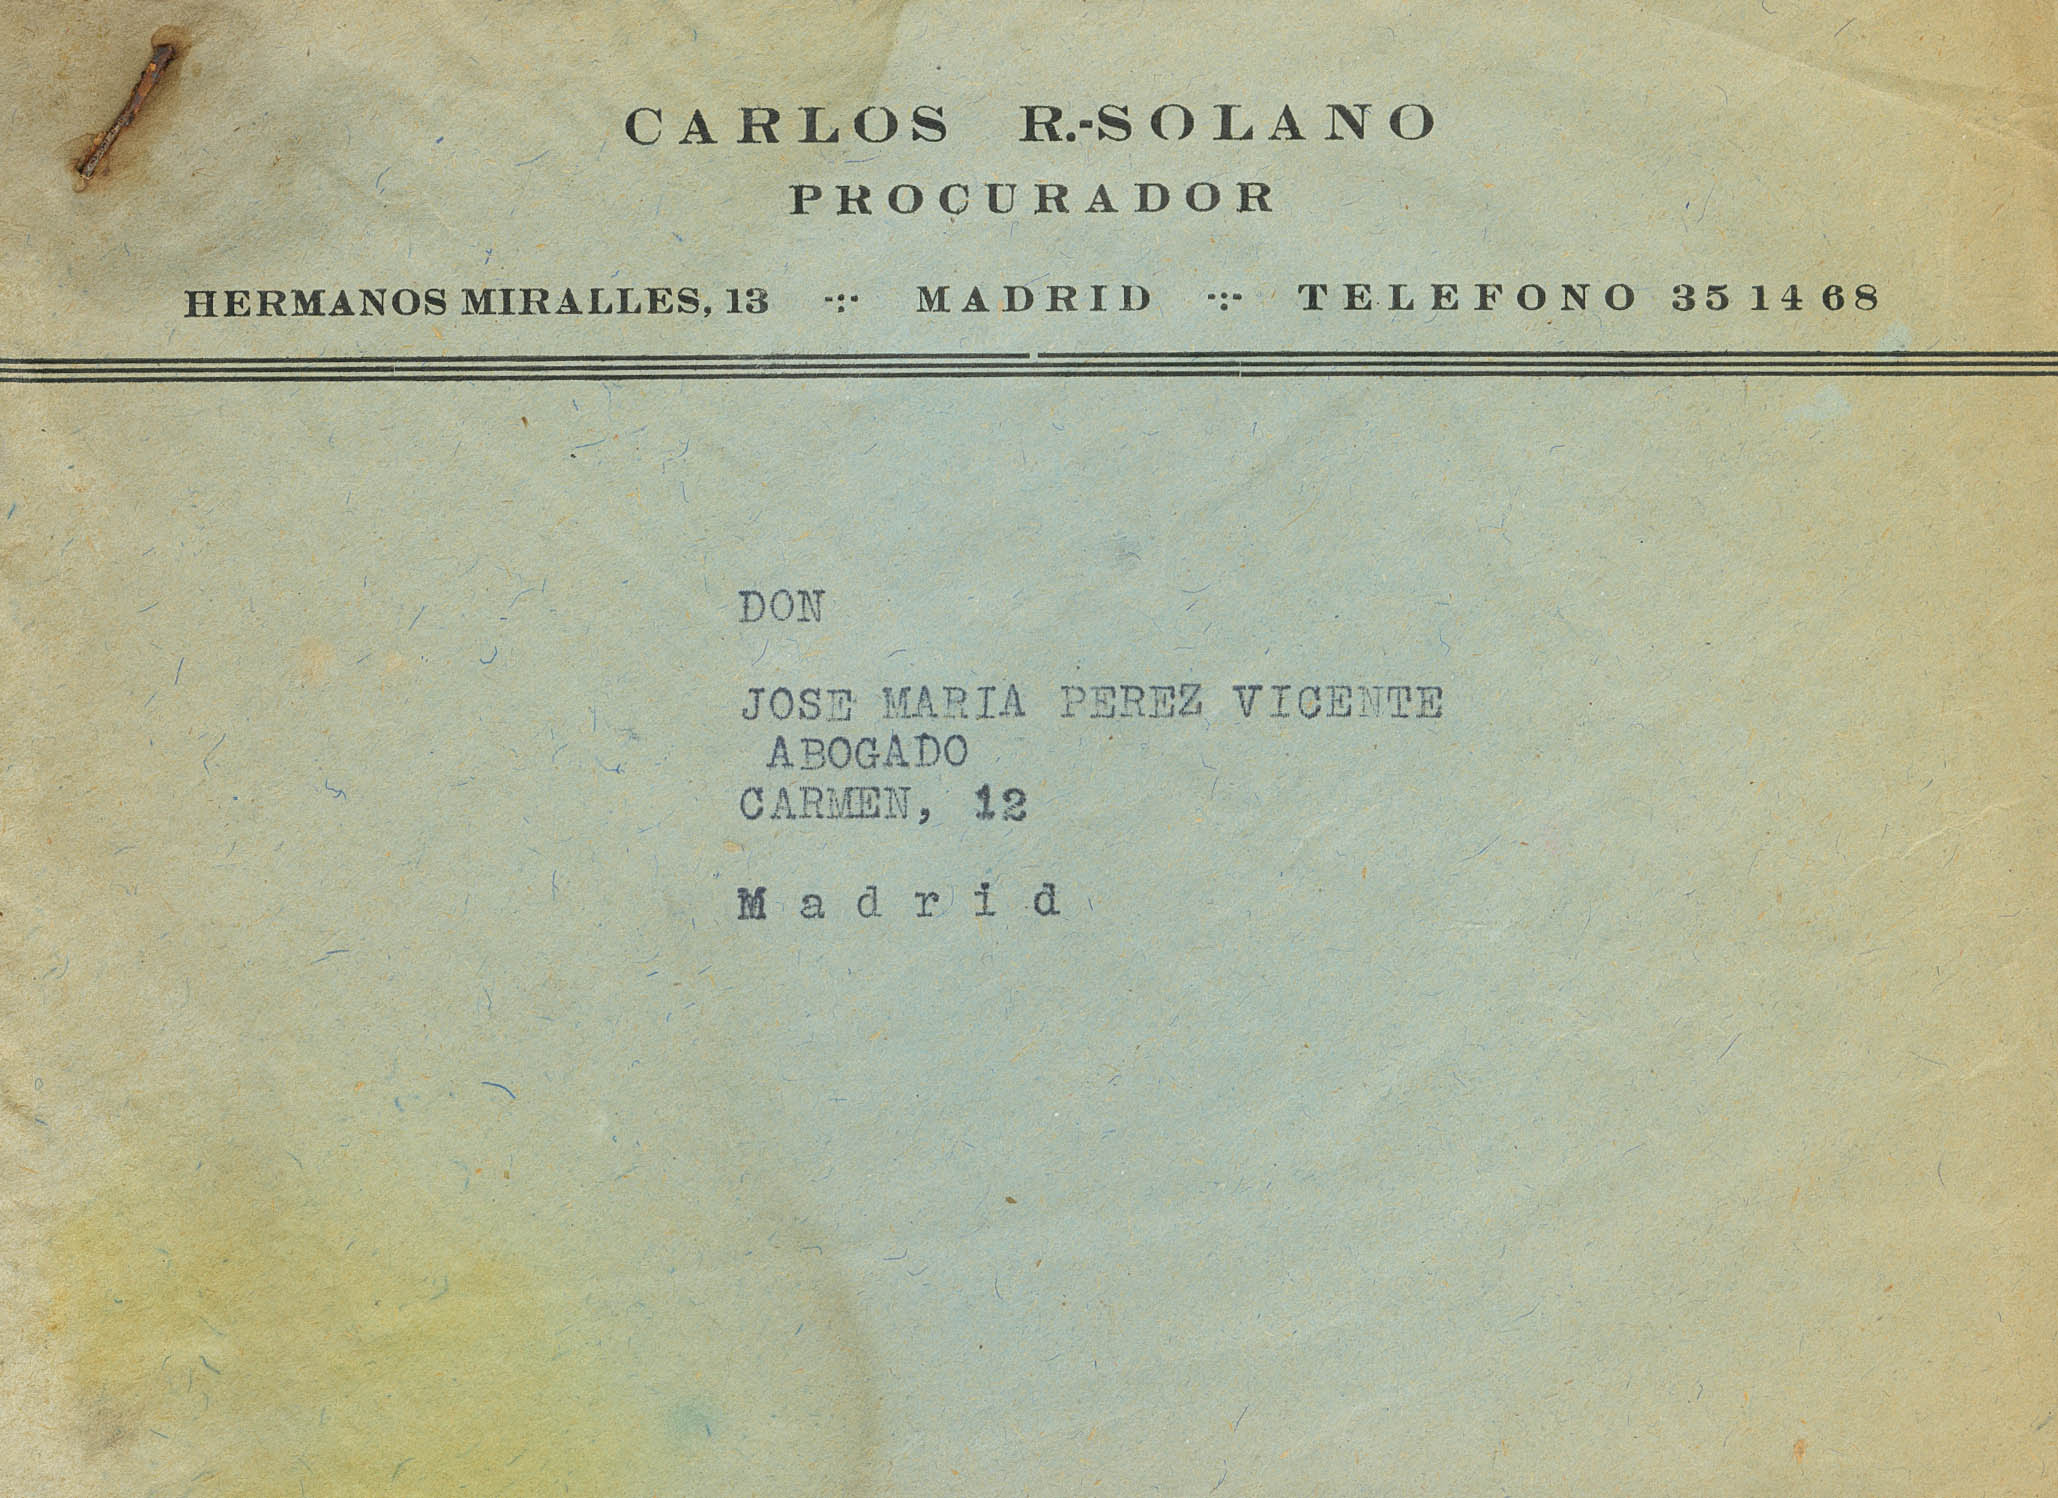 CARLOS R.-SOLANO
PROCURADOR
HERMANOS MIRALLES, 13 -:- MADRID -:- TELEFONO 35 14 68
DON
JOSE MARIA PEREZ VICENTE
ABOGADO
CARMEN, 12
M a d r i d